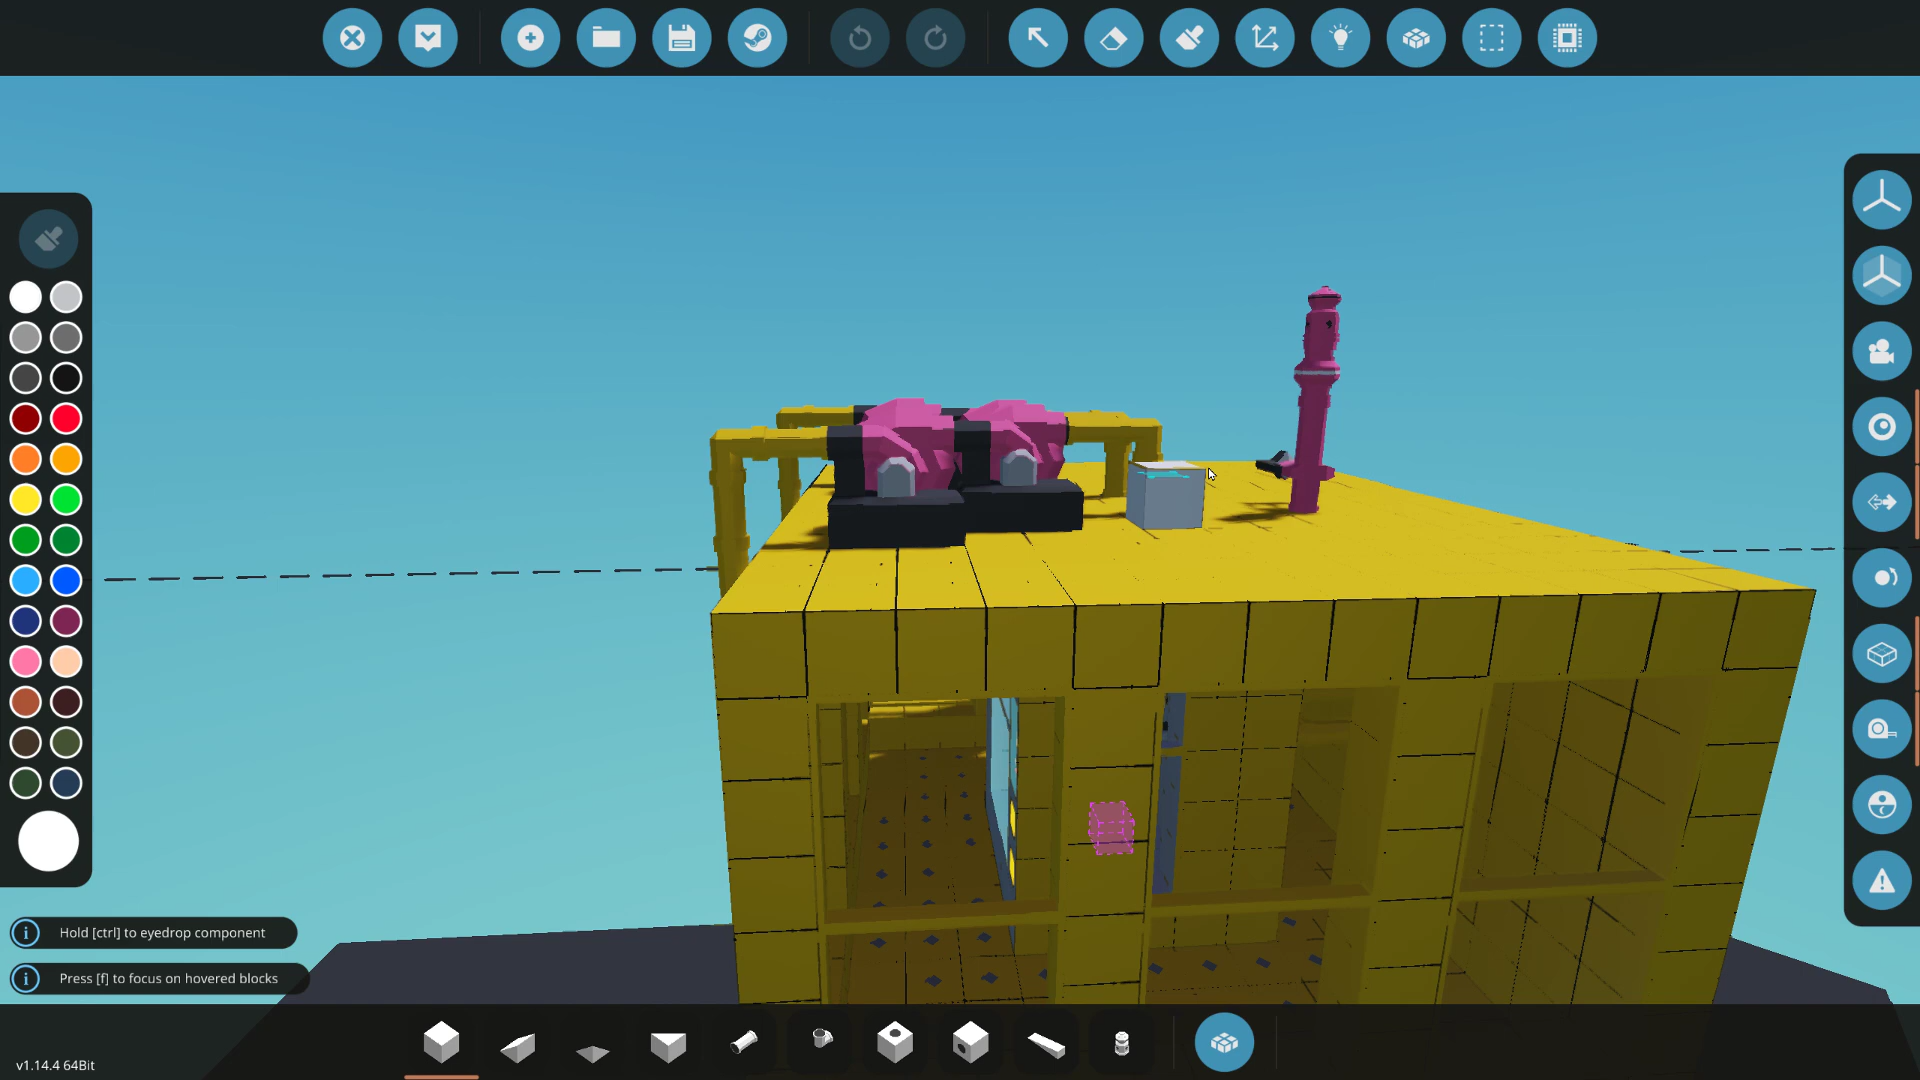 Hold [ctrl] to eyedrop component
Press [f] to focus on hovered blocks
v1.14.4 64Bit